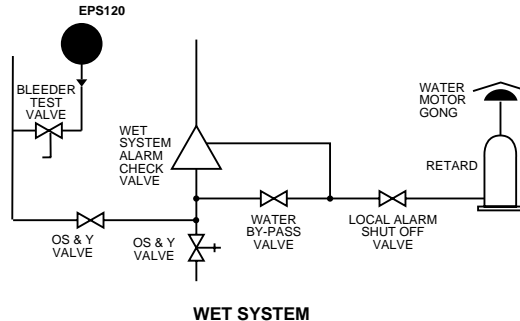 EPS120
BLEEDER
TEST
VALVE
WET
SYSTEM
ALARM
CHECK
VALVE
WATER
MOTOR
GONG
RETARD
OS & Y
VALVE
OS & Y
VALVE
WATER
BY-PASS
VALVE
LOCAL ALARM
SHUT OFF
VALVE
WET SYSTEM